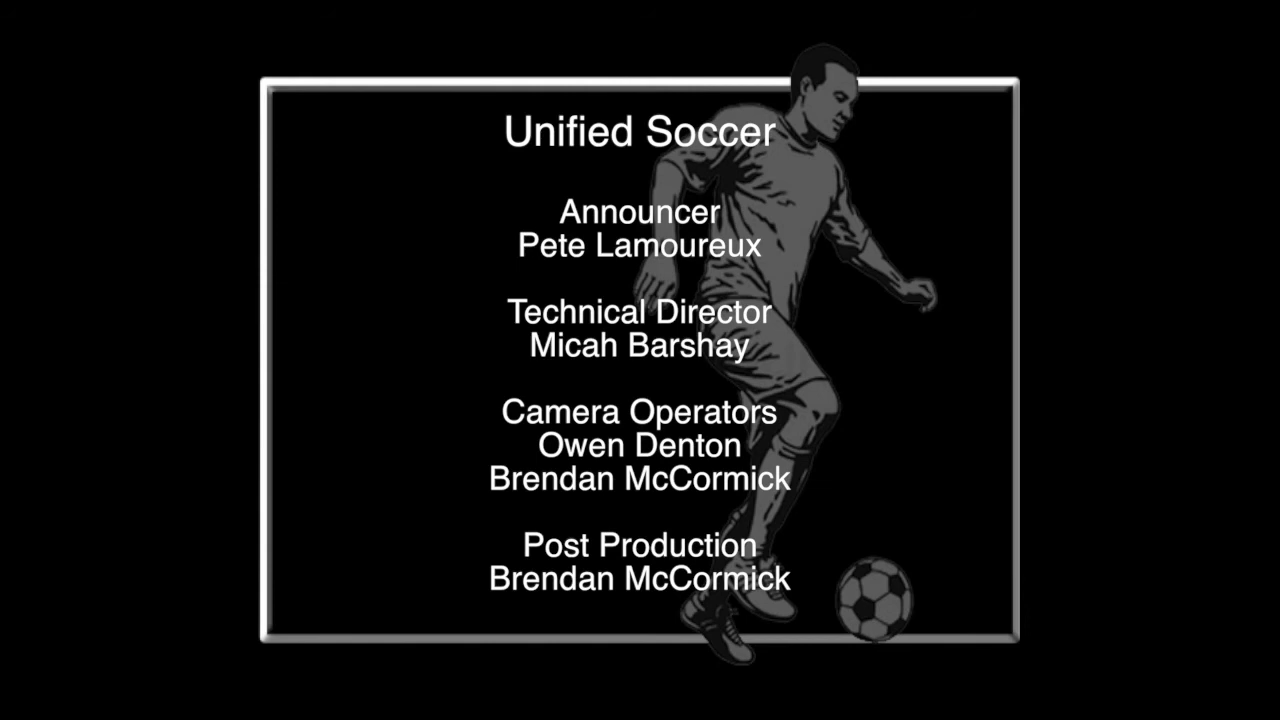 Unified Soccer
Announcer
Pete Lamoureux
Technical Director
Micah Barshay
Camera Operators
Owen Denton
Brendan McCormick
Post Production
Brendan McCormick